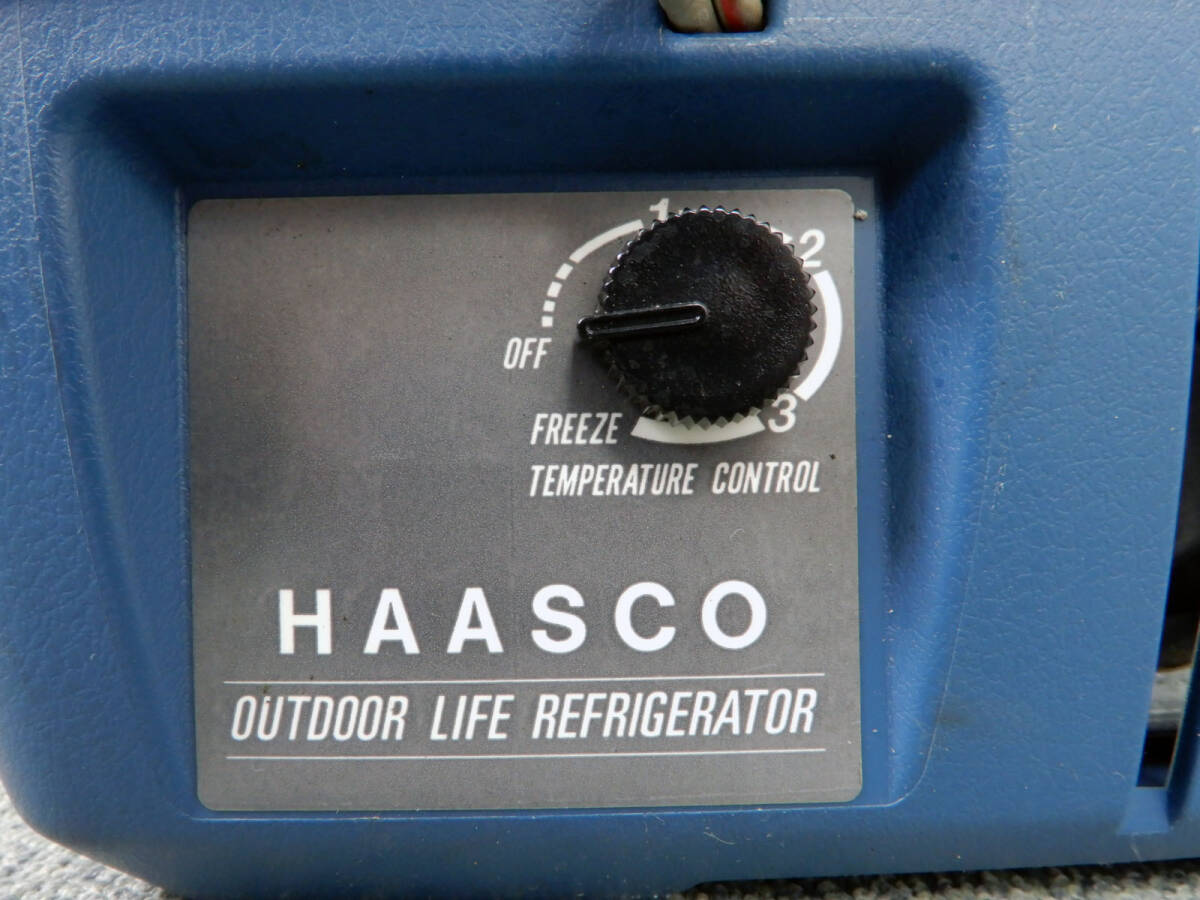 1
2
OFF
3
FREEZE
TEMPERATURE CONTROL
HAASCO
OUTDOOR LIFE REFRIGERATOR